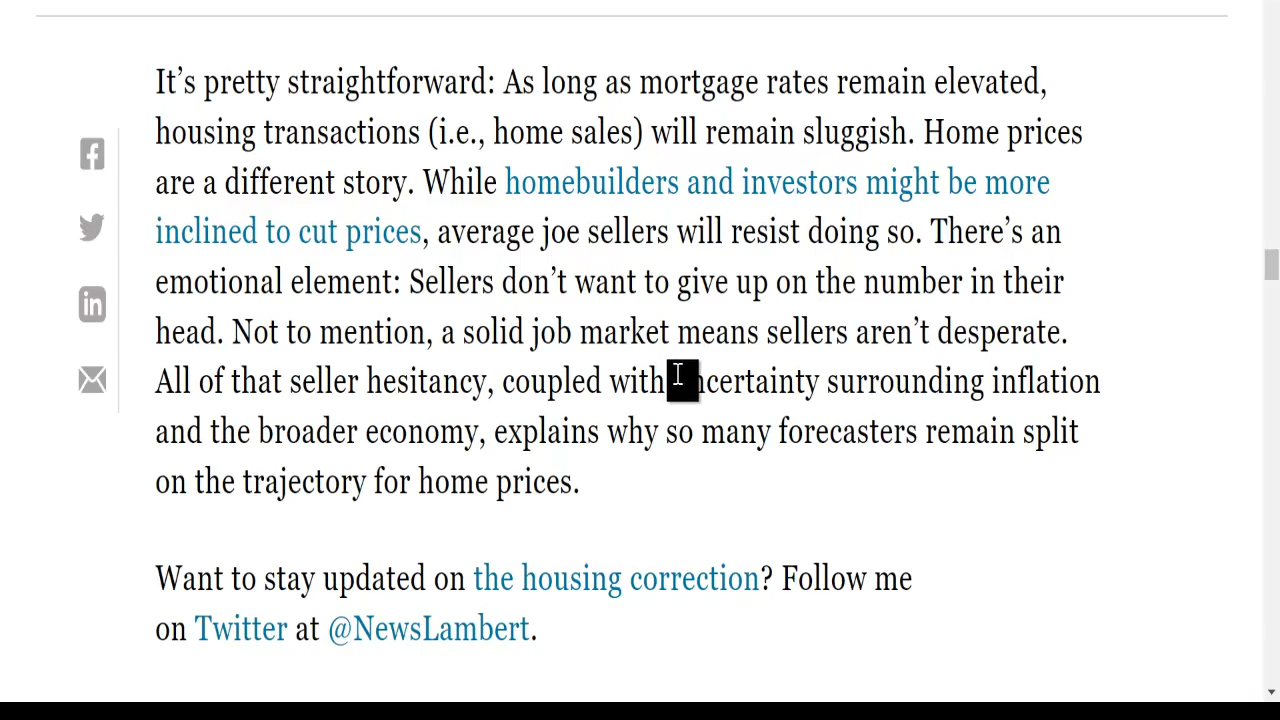 It’s pretty straightforward: As long as mortgage rates remain elevated,
housing transactions (i.e., home sales) will remain sluggish. Home prices
are a different story. While homebuilders and investors might be more
inclined to cut prices, average joe sellers will resist doing so. There’s an
emotional element: Sellers don’t want to give up on the number in their
head. Not to mention, a solid job market means sellers aren’t desperate.
All of that seller hesitancy, coupled with ncertainty surrounding inflation
and the broader economy, explains why so many forecasters remain split
on the trajectory for home prices.
Want to stay updated on the housing correction? Follow me
on Twitter at @NewsLambert.